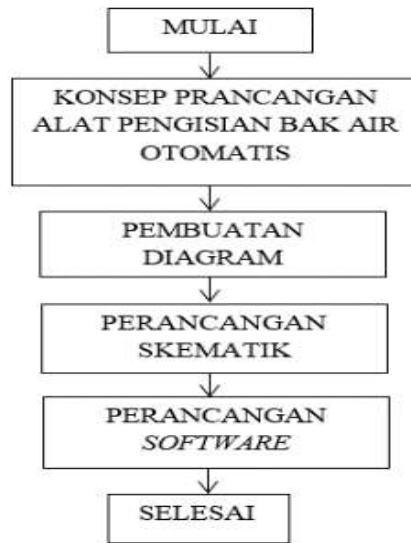 MULAI
KONSEP PRANCANGAN
ALAT PENGISIAN BAK AIR
OTOMATIS
PEMBUATAN
DIAGRAM
PERANCANGAN
SKEMATIK
PERANCANGAN
SOFTWARE
SELESAI